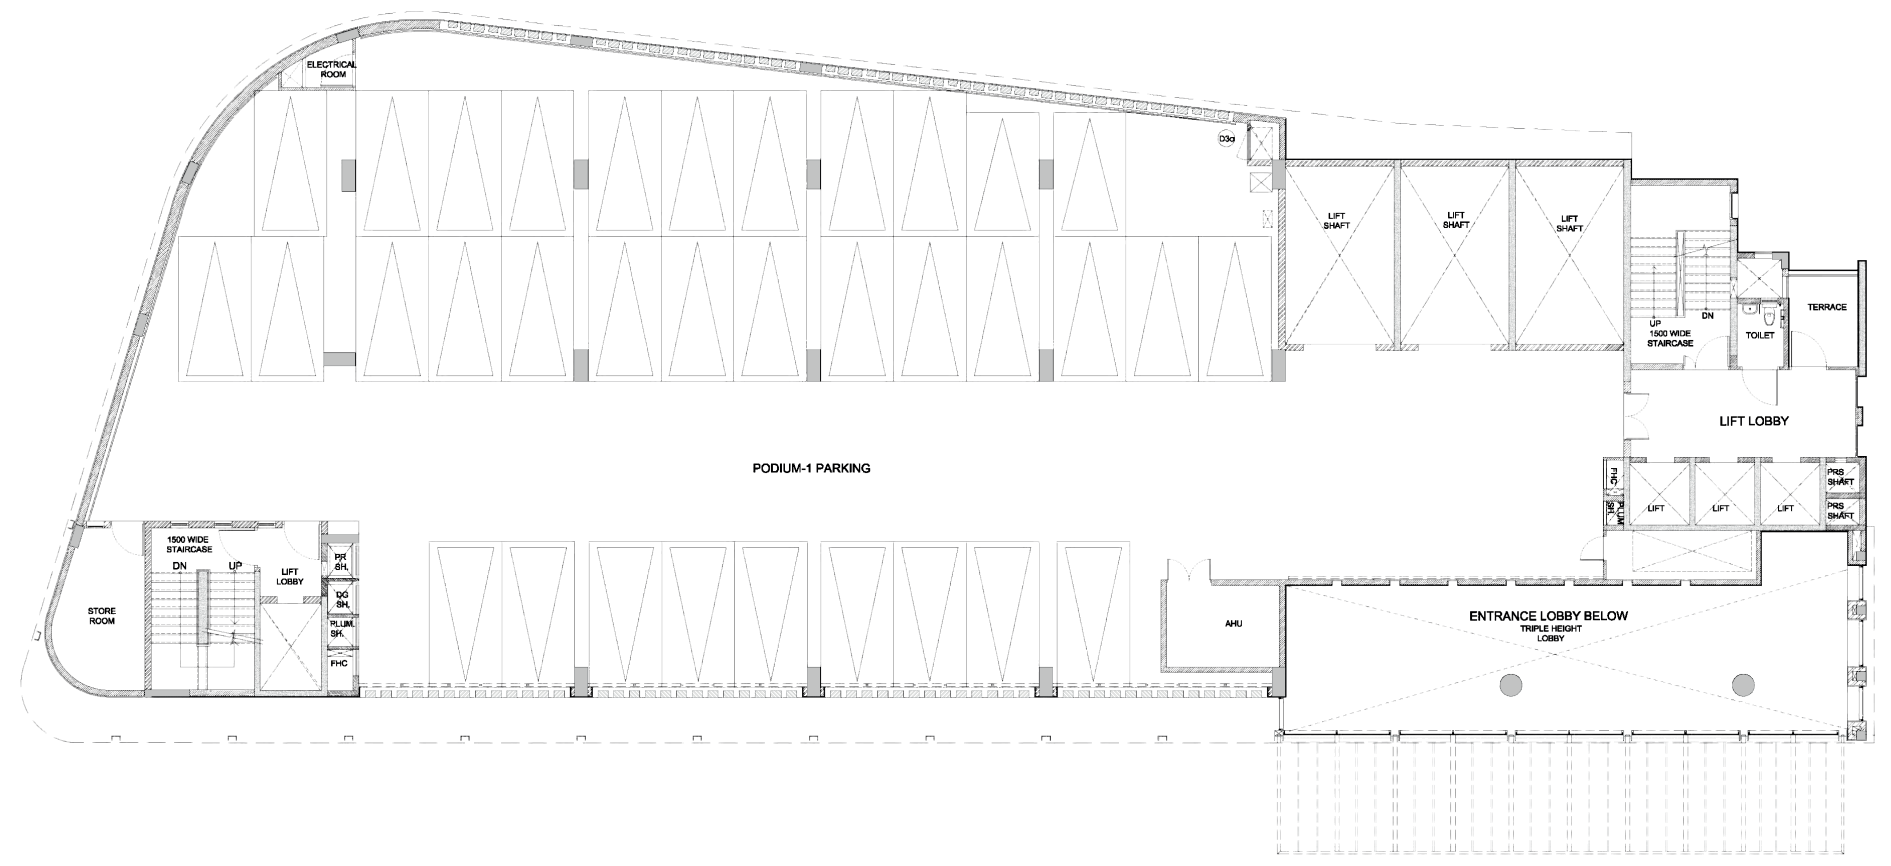 ELECTRICAL
ROOM
D3a
LIFT
SHAFT
LIFT
SHAFT
LIFT
SHAFT
UP
DN
1500 WIDE
STAIRCASE
TOILET
TERRACE
LIFT LOBBY
PODIUM-1 PARKING
FHC
PLUM
SH.
LIFT
LIFT
LIFT
PRS
SHAFT
PRS
SHAFT
1500 WIDE
STAIRCASE
DN
UP
LIFT
LOBBY
PR
SH.
DG
SH.
PLUM.
SH.
FHC
STORE
ROOM
AHU
ENTRANCE LOBBY BELOW
TRIPLE HEIGHT
LOBBY